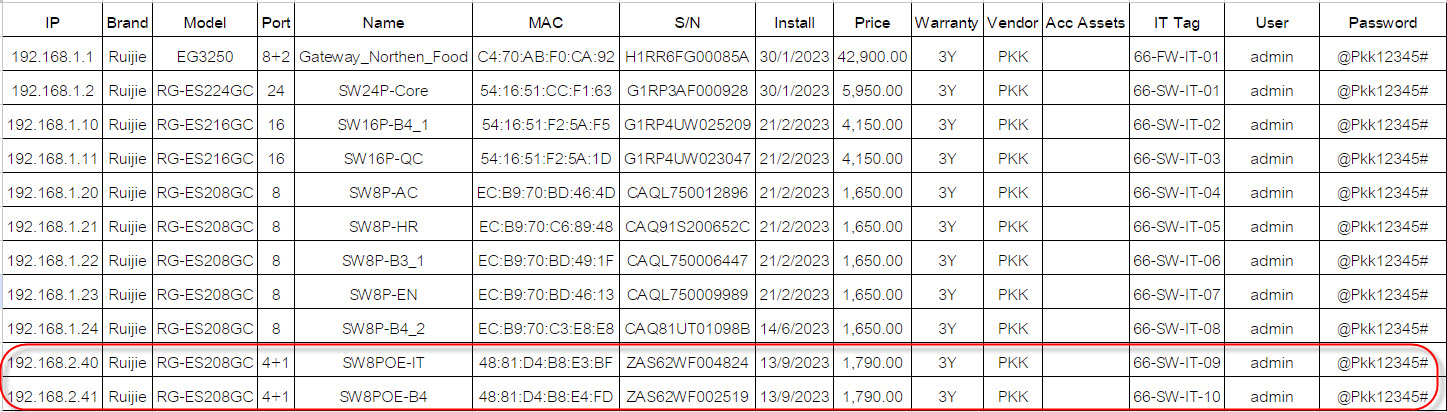 IP Brand Model Port Name MAC S/N Install Price Warranty Vendor Acc Assets IT Tag User Password
192.168.1.1 Ruijie EG3250 8+2 Gateway_Northen_Food C4:70:AB:F0:CA:92 H1RR6FG00085A 30/1/2023 42,900.00 3Y PKK 66-FW-IT-01 admin @Pkk12345#
192.168.1.2 Ruijie RG-ES224GC 24 SW24P-Core 54:16:51:CC:F1:63 G1RP3AF000928 30/1/2023 5,950.00 3Y PKK 66-SW-IT-01 admin @Pkk12345#
192.168.1.10 Ruijie RG-ES216GC 16 SW16P-B4_1 54:16:51:F2:5A:F5 G1RP4UW025209 21/2/2023 4,150.00 3Y PKK 66-SW-IT-02 admin @Pkk12345#
192.168.1.11 Ruijie RG-ES216GC 16 SW16P-QC 54:16:51:F2:5A:1D G1RP4UW023047 21/2/2023 4,150.00 3Y PKK 66-SW-IT-03 admin @Pkk12345#
192.168.1.20 Ruijie RG-ES208GC 8 SW8P-AC EC:B9:70:BD:46:4D CAQL750012896 21/2/2023 1,650.00 3Y PKK 66-SW-IT-04 admin @Pkk12345#
192.168.1.21 Ruijie RG-ES208GC 8 SW8P-HR EC:B9:70:C6:89:48 CAQ91S200652C 21/2/2023 1,650.00 3Y PKK 66-SW-IT-05 admin @Pkk12345#
192.168.1.22 Ruijie RG-ES208GC 8 SW8P-B3_1 EC:B9:70:BD:49:1F CAQL750006447 21/2/2023 1,650.00 3Y PKK 66-SW-IT-06 admin @Pkk12345#
192.168.1.23 Ruijie RG-ES208GC 8 SW8P-EN EC:B9:70:BD:46:13 CAQL750009989 21/2/2023 1,650.00 3Y PKK 66-SW-IT-07 admin @Pkk12345#
192.168.1.24 Ruijie RG-ES208GC 8 SW8P-B4_2 EC:B9:70:C3:E8:E8 CAQ81UT01098B 14/6/2023 1,650.00 3Y PKK 66-SW-IT-08 admin @Pkk12345#
192.168.2.40 Ruijie RG-ES208GC 4+1 SW8POE-IT 48:81:D4:B8:E3:BF ZAS62WF004824 13/9/2023 1,790.00 3Y PKK 66-SW-IT-09 admin @Pkk12345#
192.168.2.41 Ruijie RG-ES208GC 4+1 SW8POE-B4 48:81:D4:B8:E4:FD ZAS62WF002519 13/9/2023 1,790.00 3Y PKK 66-SW-IT-10 admin @Pkk12345#